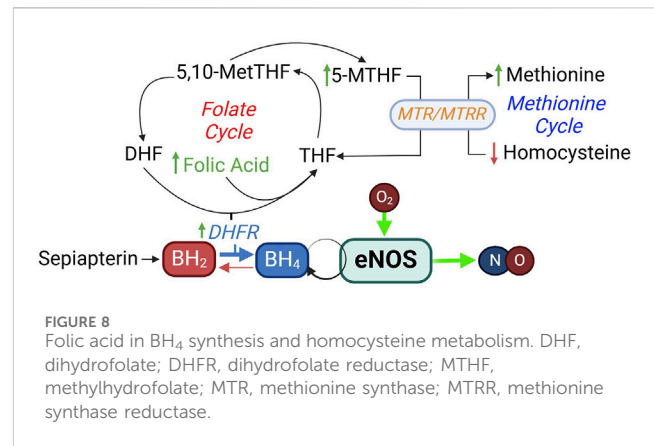 5,10-MetTHF
↑5-MTHF
↑Methionine
Folate
Cycle
MTR/MTRR
Methionine
Cycle
DHF
↑Folic Acid
THF
↓Homocysteine
O₂
↑DHFR
Sepiapterin
BH₂
BH₄
eNOS
N O
FIGURE 8
Folic acid in BH₄ synthesis and homocysteine metabolism. DHF,
dihydrofolate; DHFR, dihydrofolate reductase; MTHF,
methylhydrofolate; MTR, methionine synthase; MTRR, methionine
synthase reductase.